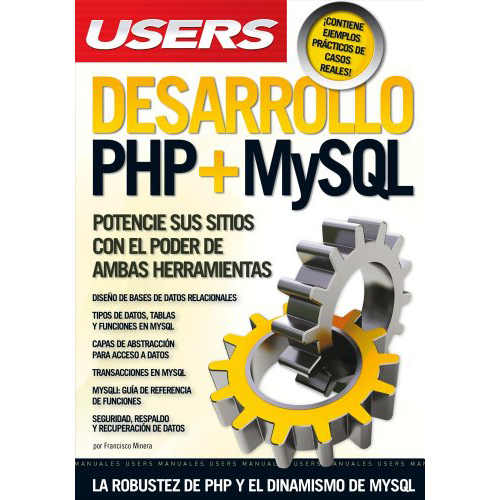 USERS
¡CONTIENE
EJEMPLOS
PRÁCTICOS DE
CASOS
REALES!
DESARROLLO
PHP+MySQL
POTENCIE SUS SITIOS
CON EL PODER DE
AMBAS HERRAMIENTAS
DISEÑO DE BASES DE DATOS RELACIONALES
TIPOS DE DATOS, TABLAS
Y FUNCIONES EN MYSQL
CAPAS DE ABSTRACCIÓN
PARA ACCESO A DATOS
TRANSACCIONES EN MYSQL
MYSQLI: GUÍA DE REFERENCIA
DE FUNCIONES
SEGURIDAD, RESPALDO
Y RECUPERACIÓN DE DATOS
por Francisco Minera
MANUALES USERS MANUALES USERS MANUALES USERS MANUALES USERS MANUALES USERS
LA ROBUSTEZ DE PHP Y EL DINAMISMO DE MYSQL